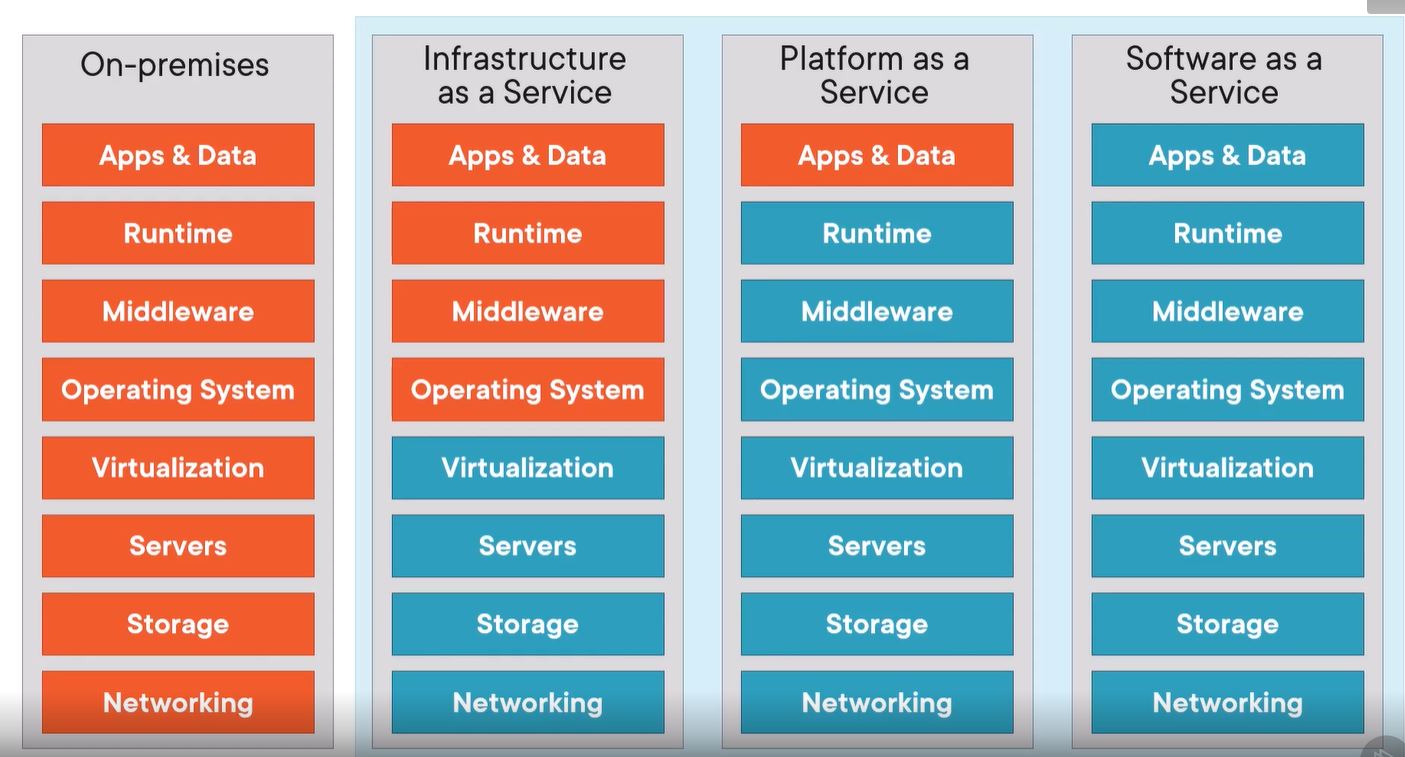 On-premises
Apps & Data
Runtime
Middleware
Operating System
Virtualization
Servers
Storage
Networking
Infrastructure
as a Service
Apps & Data
Runtime
Middleware
Operating System
Virtualization
Servers
Storage
Networking
Platform as a
Service
Apps & Data
Runtime
Middleware
Operating System
Virtualization
Servers
Storage
Networking
Software as a
Service
Apps & Data
Runtime
Middleware
Operating System
Virtualization
Servers
Storage
Networking